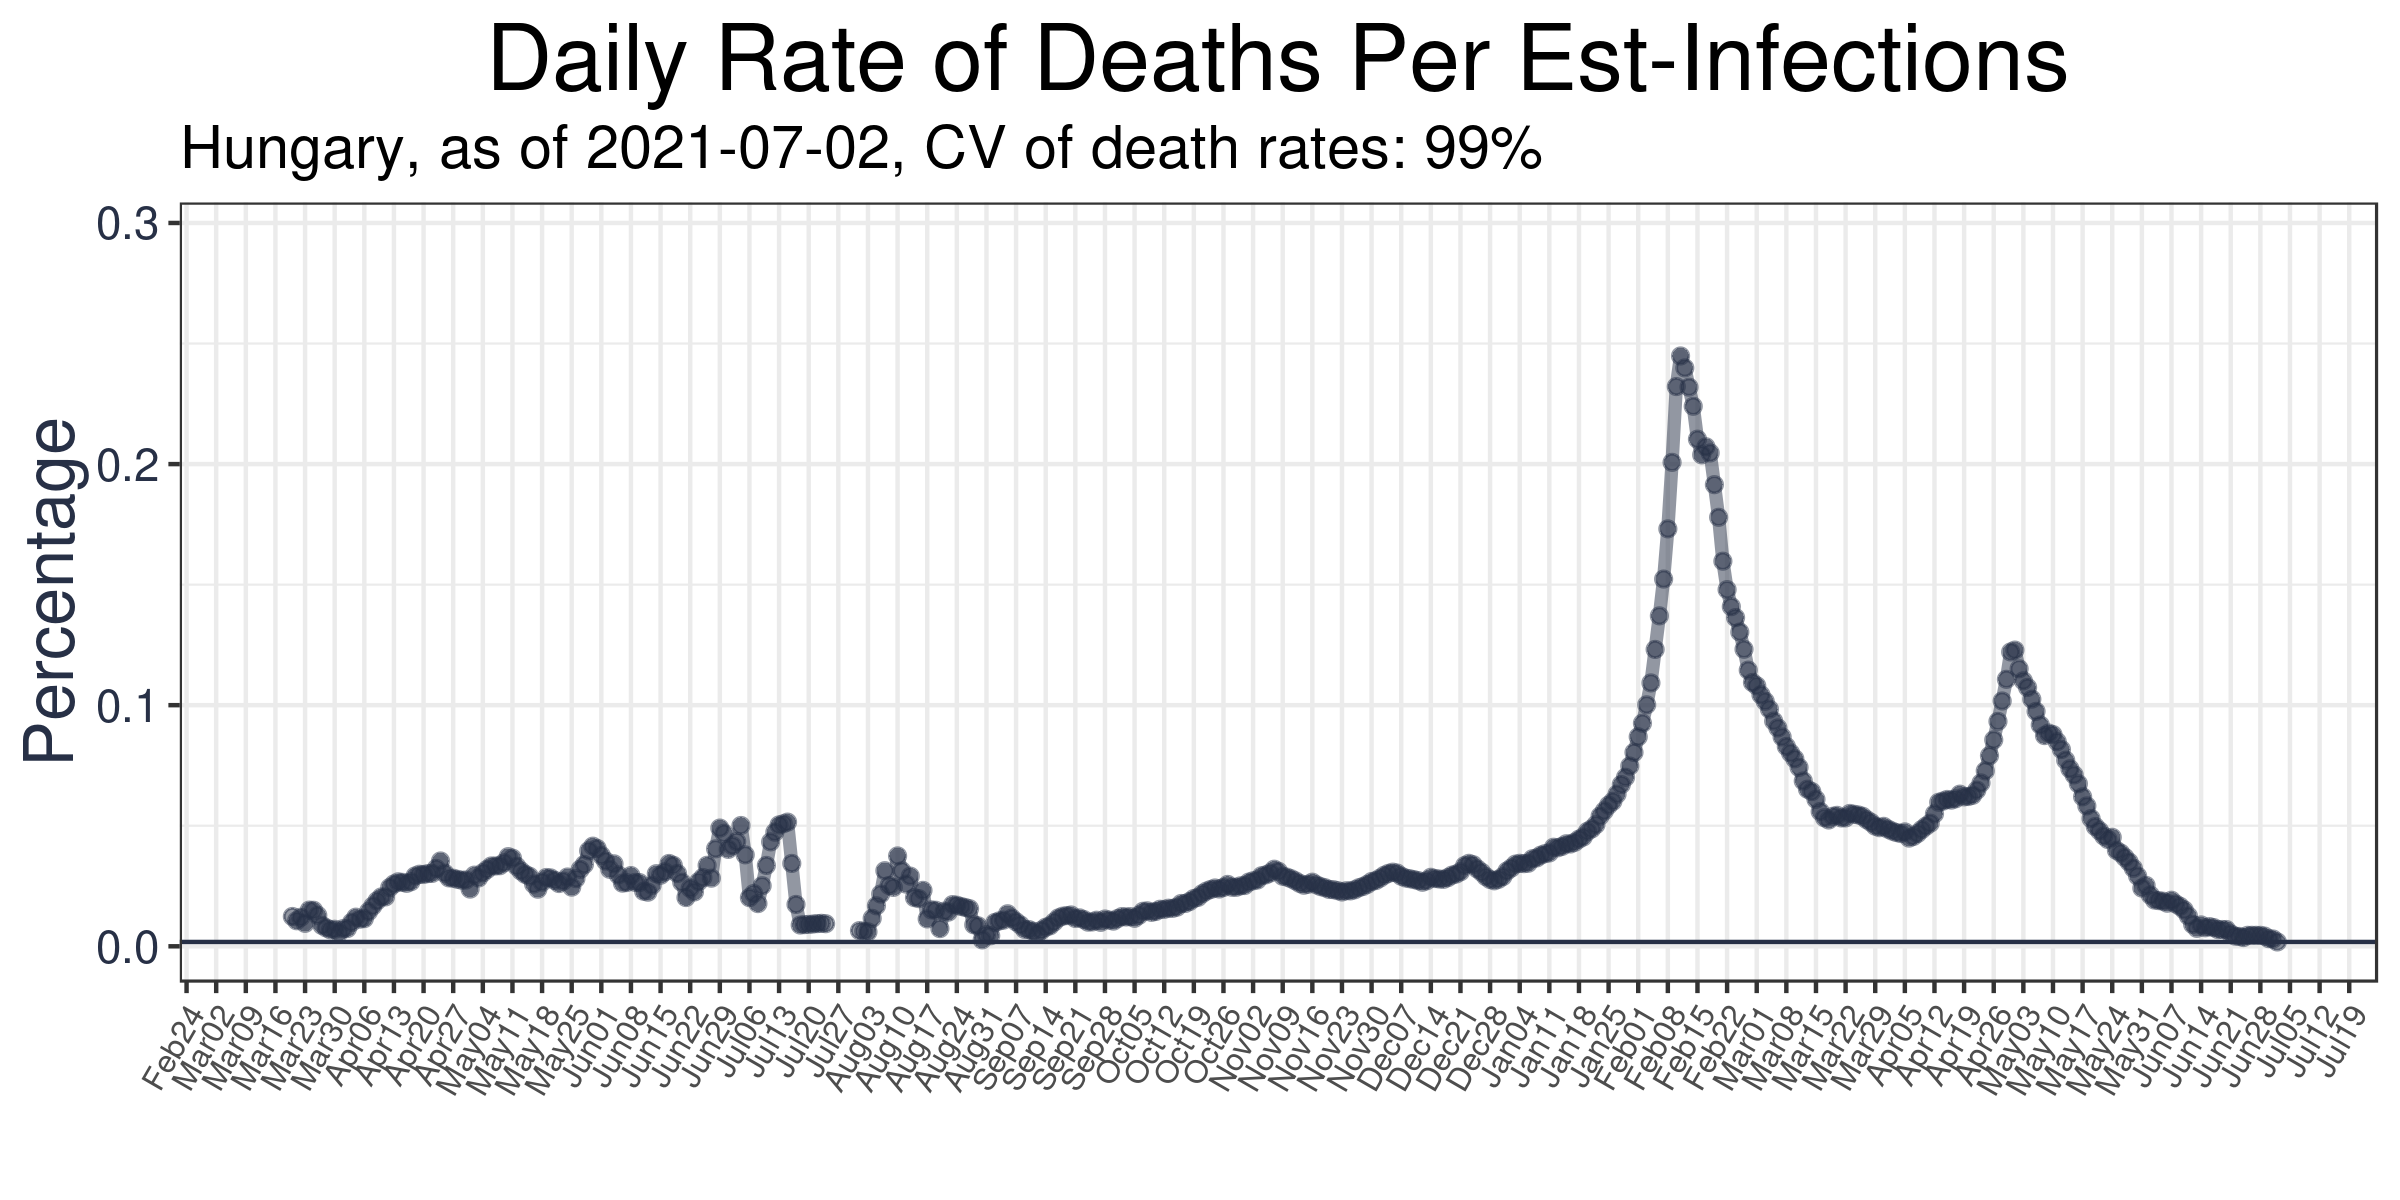 Daily Rate of Deaths Per Est-Infections
Hungary, as of 2021-07-02, CV of death rates: 99%
Percentage
0.3
0.2
0.1
0.0
Feb24
Mar02
Mar09
Mar16
Mar23
Mar30
Apr06
Apr13
Apr20
Apr27
May04
May11
May18
May25
Jun01
Jun08
Jun15
Jun22
Jun29
Jul06
Jul13
Jul20
Jul27
Aug03
Aug10
Aug17
Aug24
Aug31
Sep07
Sep14
Sep21
Sep28
Oct05
Oct12
Oct19
Oct26
Nov02
Nov09
Nov16
Nov23
Nov30
Dec07
Dec14
Dec21
Dec28
Jan04
Jan11
Jan18
Jan25
Feb01
Feb08
Feb15
Feb22
Mar01
Mar08
Mar15
Mar22
Mar29
Apr05
Apr12
Apr19
Apr26
May03
May10
May17
May24
May31
Jun07
Jun14
Jun21
Jun28
Jul05
Jul12
Jul19